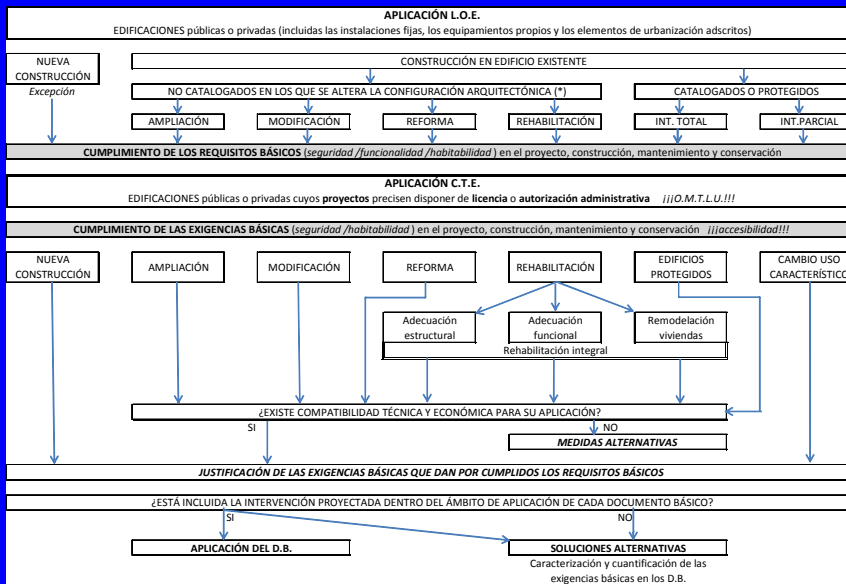 APLICACIÓN L.O.E.
EDIFICACIONES públicas o privadas (incluidas las instalaciones fijas, los equipamientos propios y los elementos de urbanización adscritos)
NUEVA CONSTRUCCIÓN
Excepción
CONSTRUCCIÓN EN EDIFICIO EXISTENTE
NO CATALOGADOS EN LOS QUE SE ALTERA LA CONFIGURACIÓN ARQUITECTÓNICA (*)
CATALOGADOS O PROTEGIDOS
AMPLIACIÓN
MODIFICACIÓN
REFORMA
REHABILITACIÓN
INT. TOTAL
INT.PARCIAL
CUMPLIMIENTO DE LOS REQUISITOS BÁSICOS (seguridad /funcionalidad /habitabilidad ) en el proyecto, construcción, mantenimiento y conservación
APLICACIÓN C.T.E.
EDIFICACIONES públicas o privadas cuyos proyectos precisen disponer de licencia o autorización administrativa ¡¡¡O.M.T.L.U.!!!
CUMPLIMIENTO DE LAS EXIGENCIAS BÁSICAS (seguridad /habitabilidad ) en el proyecto, construcción, mantenimiento y conservación ¡¡¡accesibilidad!!!
NUEVA CONSTRUCCIÓN
AMPLIACIÓN
MODIFICACIÓN
REFORMA
REHABILITACIÓN
EDIFICIOS PROTEGIDOS
CAMBIO USO CARACTERÍSTICO
Adecuación estructural
Adecuación funcional
Remodelación viviendas
Rehabilitación integral
¿EXISTE COMPATIBILIDAD TÉCNICA Y ECONÓMICA PARA SU APLICACIÓN?
SI
NO
MEDIDAS ALTERNATIVAS
JUSTIFICACIÓN DE LAS EXIGENCIAS BÁSICAS QUE DAN POR CUMPLIDOS LOS REQUISITOS BÁSICOS
¿ESTÁ INCLUIDA LA INTERVENCIÓN PROYECTADA DENTRO DEL ÁMBITO DE APLICACIÓN DE CADA DOCUMENTO BÁSICO?
SI
NO
APLICACIÓN DEL D.B.
SOLUCIONES ALTERNATIVAS
Caracterización y cuantificación de las
exigencias básicas en los D.B.